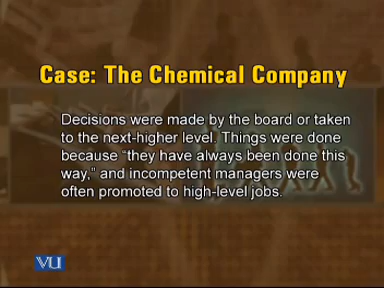 Case: The Chemical Company
Decisions were made by the board or taken
to the next-higher level. Things were done
because “they have always been done this
way,” and incompetent managers were
often promoted to high-level jobs.
VU